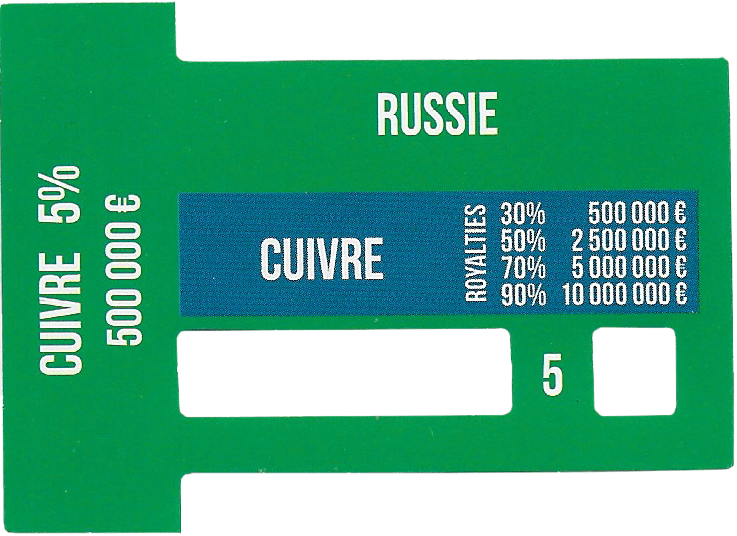 CUIVRE 5%
500 000 €
RUSSIE
CUIVRE
ROYALTIES
30% 500 000 €
50% 2 500 000 €
70% 5 000 000 €
90% 10 000 000 €
5